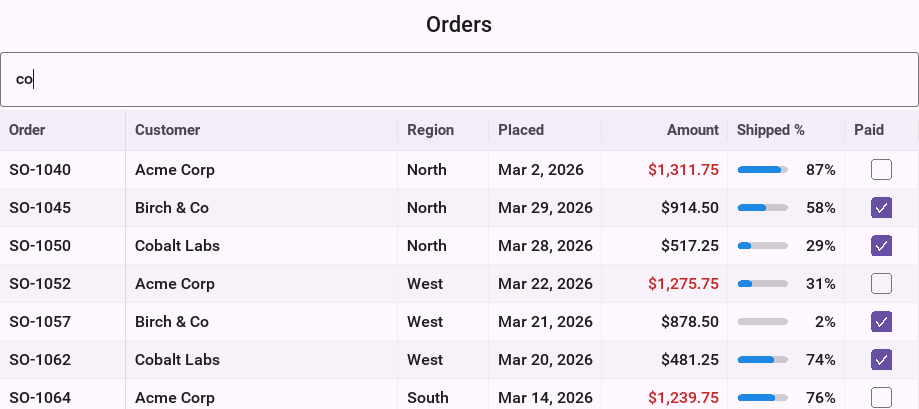 Orders
co
Order Customer Region Placed Amount Shipped % Paid
SO-1040 Acme Corp North Mar 2, 2026 $1,311.75 87%
SO-1045 Birch & Co North Mar 29, 2026 $914.50 58%
SO-1050 Cobalt Labs North Mar 28, 2026 $517.25 29%
SO-1052 Acme Corp West Mar 22, 2026 $1,275.75 31%
SO-1057 Birch & Co West Mar 21, 2026 $878.50 2%
SO-1062 Cobalt Labs West Mar 20, 2026 $481.25 74%
SO-1064 Acme Corp South Mar 14, 2026 $1,239.75 76%